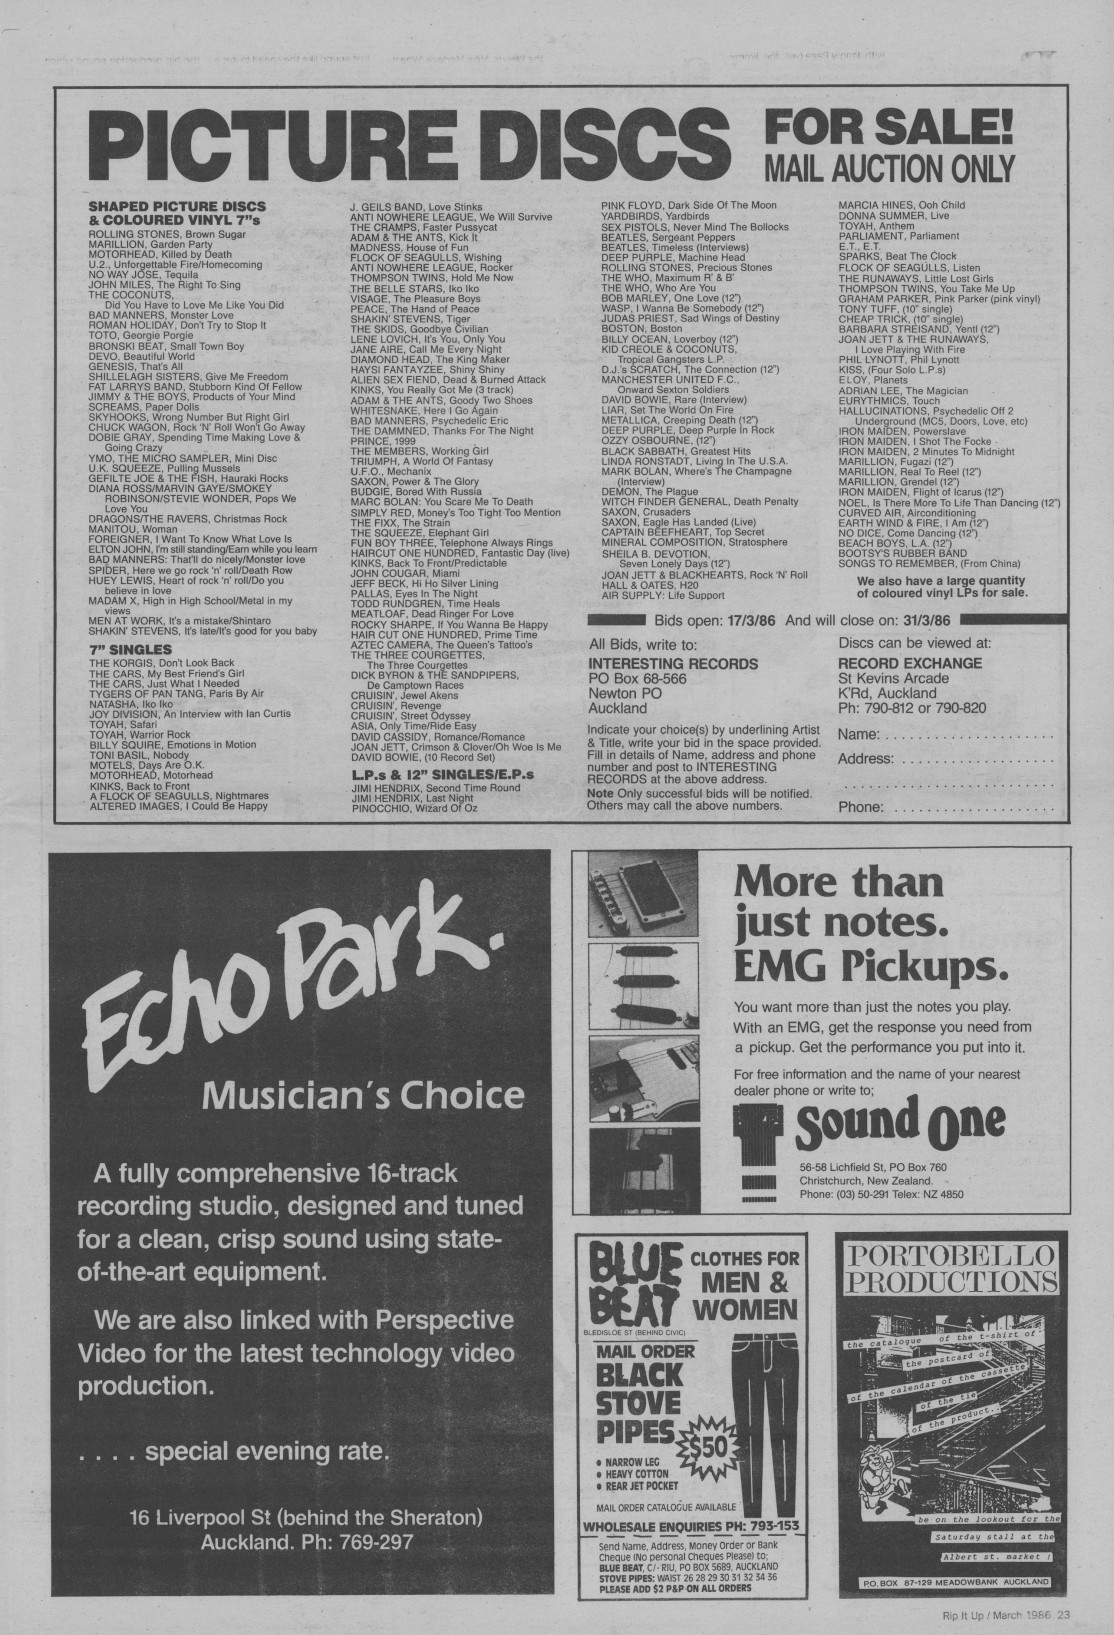 PICTURE DISCS
FOR SALE!
MAIL AUCTION ONLY
SHAPED PICTURE DISCS
& COLOURED VINYL 7"s
ROLLING STONES, Brown Sugar
MARILLION, Garden Party
MOTORHEAD, Killed by Death
U.2., Unforgettable Fire/Homecoming
NO WAY JOSE, Tequila
JOHN MILES, The Right To Sing
THE COCONUTS,
Did You Have to Love Me Like You Did
BAD MANNERS, Monster Love
ROMAN HOLIDAY, Don't Try to Stop It
TOTO, Georgie Porgie
BRONSKI BEAT, Small Town Boy
DEVO, Beautiful World
GENESIS, That's All
SHILLELAGH SISTERS, Give Me Freedom
FAT LARRYS BAND, Stubborn Kind Of Fellow
JIMMY & THE BOYS, Products of Your Mind
SCREAMS, Paper Dolls
SKYHOOKS, Wrong Number But Right Girl
CHUCK WAGON, Rock 'N' Roll Won't Go Away
DOBIE GRAY, Spending Time Making Love &
Going Crazy
YMO, THE MICRO SAMPLER, Mini Disc
U.K. SQUEEZE, Pulling Mussels
GEFILTE JOE & THE FISH, Hauraki Rocks
DIANA ROSS/MARVIN GAYE/SMOKEY
ROBINSON/STEVIE WONDER, Pops We
Love You
DRAGONS/THE RAVERS, Christmas Rock
MANITOU, Woman
FOREIGNER, I Want To Know What Love Is
ELTON JOHN, I'm still standing/Earn while you learn
BAD MANNERS: That'll do nicely/Monster love
SPIDER, Here we go rock 'n' roll/Death Row
HUEY LEWIS, Heart of rock 'n' roll/Do you
believe in love
MADAM X, High in High School/Metal in my
views
MEN AT WORK, It's a mistake/Shintaro
SHAKIN' STEVENS, It's late/It's good for you baby
7" SINGLES
THE KORGIS, Don't Look Back
THE CARS, My Best Friend's Girl
THE CARS, Just What I Needed
TYGERS OF PAN TANG, Paris By Air
NATASHA, Iko Iko
JOY DIVISION, An Interview with Ian Curtis
TOYAH, Safari
TOYAH, Warrior Rock
BILLY SQUIRE, Emotions in Motion
TONI BASIL, Nobody
MOTELS, Days Are O.K.
MOTORHEAD, Motorhead
KINKS, Back to Front
A FLOCK OF SEAGULLS, Nightmares
ALTERED IMAGES, I Could Be Happy
J. GEILS BAND, Love Stinks
ANTI NOWHERE LEAGUE, We Will Survive
THE CRAMPS, Faster Pussycat
ADAM & THE ANTS, Kick It
MADNESS, House of Fun
FLOCK OF SEAGULLS, Wishing
ANTI NOWHERE LEAGUE, Rocker
THOMPSON TWINS, Hold Me Now
THE BELLE STARS, Iko Iko
VISAGE, The Pleasure Boys
PEACE, The Hand of Peace
SHAKIN' STEVENS, Tiger
THE SKIDS, Goodbye Civilian
LENE LOVICH, It's You, Only You
JANE AIRE, Call Me Every Night
DIAMOND HEAD, The King Maker
HAYSI FANTAYZEE, Shiny Shiny
ALIEN SEX FIEND, Dead & Burned Attack
KINKS, You Really Got Me (3 track)
ADAM & THE ANTS, Goody Two Shoes
WHITESNAKE, Here I Go Again
BAD MANNERS, Psychedelic Eric
THE DAMMNED, Thanks For The Night
PRINCE, 1999
THE MEMBERS, Working Girl
TRIUMPH, A World Of Fantasy
U.F.O., Mechanix
SAXON, Power & The Glory
BUDGIE, Bored With Russia
MARC BOLAN: You Scare Me To Death
SIMPLY RED, Money's Too Tight Too Mention
THE FIXX, The Strain
THE SQUEEZE, Elephant Girl
FUN BOY THREE, Telephone Always Rings
HAIRCUT ONE HUNDRED, Fantastic Day (live)
KINKS, Back To Front/Predictable
JOHN COUGAR, Miami
JEFF BECK, Hi Ho Silver Lining
PALLAS, Eyes In The Night
TODD RUNDGREN, Time Heals
MEATLOAF, Dead Ringer For Love
ROCKY SHARPE, If You Wanna Be Happy
HAIR CUT ONE HUNDRED, Prime Time
AZTEC CAMERA, The Queen's Tattoo's
THE THREE COURGETTES,
The Three Courgettes
DICK BYRON & THE SANDPIPERS,
De Camptown Races
CRUISIN', Jewel Akens
CRUISIN', Revenge
CRUISIN', Street Odyssey
ASIA, Only Time/Ride Easy
DAVID CASSIDY, Romance/Romance
JOAN JETT, Crimson & Clover/Oh Woe Is Me
DAVID BOWIE, (10 Record Set)
L.P.s & 12" SINGLES/E.P.s
JIMI HENDRIX, Second Time Round
JIMI HENDRIX, Last Night
PINOCCHIO, Wizard Of Oz
PINK FLOYD, Dark Side Of The Moon
YARDBIRDS, Yardbirds
SEX PISTOLS, Never Mind The Bollocks
BEATLES, Sergeant Peppers
BEATLES, Timeless (Interviews)
DEEP PURPLE, Machine Head
ROLLING STONES, Precious Stones
THE WHO, Maximum R' & B'
THE WHO, Who Are You
BOB MARLEY, One Love (12")
WASP, I Wanna Be Somebody (12")
JUDAS PRIEST, Sad Wings of Destiny
BOSTON, Boston
BILLY OCEAN, Loverboy (12")
KID CREOLE & COCONUTS,
Tropical Gangsters L.P.
D.J.'s SCRATCH, The Connection (12")
MANCHESTER UNITED F.C.,
Onward Sexton Soldiers
DAVID BOWIE, Rare (Interview)
LIAR, Set The World On Fire
METALLICA, Creeping Death (12")
DEEP PURPLE, Deep Purple In Rock
OZZY OSBOURNE, (12")
BLACK SABBATH, Greatest Hits
LINDA RONSTADT, Living In The U.S.A.
MARK BOLAN, Where's The Champagne
(Interview)
DEMON, The Plague
WITCH FINDER GENERAL, Death Penalty
SAXON, Crusaders
SAXON, Eagle Has Landed (Live)
CAPTAIN BEEFHEART, Top Secret
MINERAL COMPOSITION, Stratosphere
SHEILA B. DEVOTION,
Seven Lonely Days (12")
JOAN JETT & BLACKHEARTS, Rock 'N' Roll
HALL & OATES, H20
AIR SUPPLY: Life Support
MARCIA HINES, Ooh Child
DONNA SUMMER, Live
TOYAH, Anthem
PARLIAMENT, Parliament
E.T., E.T.
SPARKS, Beat The Clock
FLOCK OF SEAGULLS, Listen
THE RUNAWAYS, Little Lost Girls
THOMPSON TWINS, You Take Me Up
GRAHAM PARKER, Pink Parker (pink vinyl)
TONY TUFF, (10" single)
CHEAP TRICK, (10" single)
BARBARA STREISAND, Yentl (12")
JOAN JETT & THE RUNAWAYS,
I Love Playing With Fire
PHIL LYNOTT, Phil Lynott
KISS, (Four Solo L.P.s)
ELOY, Planets
ADRIAN LEE, The Magician
EURYTHMICS, Touch
HALLUCINATIONS, Psychedelic Off 2
Underground (MC5, Doors, Love, etc)
IRON MAIDEN, Powerslave
IRON MAIDEN, I Shot The Focke
IRON MAIDEN, 2 Minutes To Midnight
MARILLION, Fugazi (12")
MARILLION, Real To Reel (12")
MARILLION, Grendel (12")
IRON MAIDEN, Flight of Icarus (12")
NOEL, Is There More To Life Than Dancing (12")
CURVED AIR, Airconditioning
EARTH WIND & FIRE, I Am (12")
NO DICE, Come Dancing (12")
BEACH BOYS, L.A. (12")
BOOTSY'S RUBBER BAND
SONGS TO REMEMBER, (From China)
We also have a large quantity
of coloured vinyl LPs for sale.
Bids open: 17/3/86 And will close on: 31/3/86
All Bids, write to:
INTERESTING RECORDS
PO Box 68-566
Newton PO
Auckland
Indicate your choice(s) by underlining Artist
& Title, write your bid in the space provided.
Fill in details of Name, address and phone
number and post to INTERESTING
RECORDS at the above address.
Note Only successful bids will be notified.
Others may call the above numbers.
Discs can be viewed at:
RECORD EXCHANGE
St Kevins Arcade
K'Rd, Auckland
Ph: 790-812 or 790-820
Name: . . . . . . . . . . . . . . . . . . . . .
Address: . . . . . . . . . . . . . . . . . . .
. . . . . . . . . . . . . . . . . . . . . . . . . . .
Phone: . . . . . . . . . . . . . . . . . . . . .
Echo Park.
Musician's Choice
A fully comprehensive 16-track
recording studio, designed and tuned
for a clean, crisp sound using state-
of-the-art equipment.
We are also linked with Perspective
Video for the latest technology video
production.
. . . . special evening rate.
16 Liverpool St (behind the Sheraton)
Auckland. Ph: 769-297
More than
just notes.
EMG Pickups.
You want more than just the notes you play.
With an EMG, get the response you need from
a pickup. Get the performance you put into it.
For free information and the name of your nearest
dealer phone or write to;
Sound One
56-58 Lichfield St, PO Box 760
Christchurch, New Zealand.
Phone: (03) 50-291 Telex: NZ 4850
BLUE
BEAT
BLEDISLOE ST (BEHIND CIVIC)
CLOTHES FOR
MEN &
WOMEN
MAIL ORDER
BLACK
STOVE
PIPES
$50
• NARROW LEG
• HEAVY COTTON
• REAR JET POCKET
MAIL ORDER CATALOGUE AVAILABLE
WHOLESALE ENQUIRIES PH: 793-153
Send Name, Address, Money Order or Bank
Cheque (No personal Cheques Please) to;
BLUE BEAT, C/- RIU, PO BOX 5689, AUCKLAND
STOVE PIPES: WAIST 26 28 29 30 31 32 34 36
PLEASE ADD $2 P&P ON ALL ORDERS
PORTOBELLO
PRODUCTIONS
the catalogue of the t-shirt of
the postcard of
of the calendar of the cassette
of the tie
of the product..
be on the lookout for the
Saturday stall at the
Albert st. market !
P.O. BOX 87-129 MEADOWBANK AUCKLAND
Rip It Up / March 1986 23